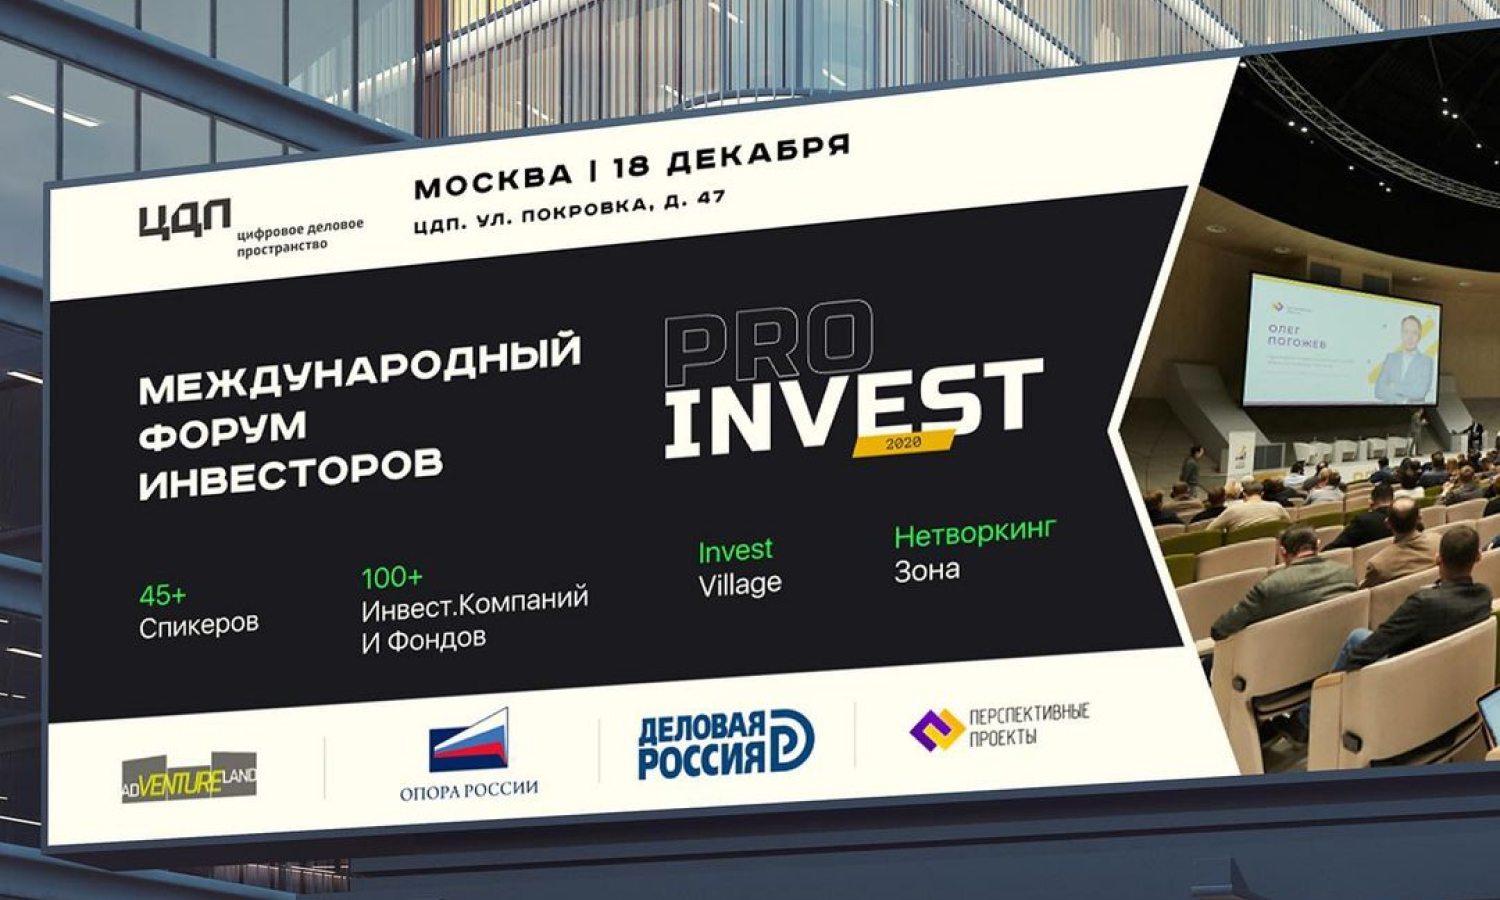 ЦДП
цифровое деловое
пространство
МОСКВА | 18 ДЕКАБРЯ
ЦДП. УЛ. ПОКРОВКА, Д. 47
МЕЖДУНАРОДНЫЙ
ФОРУМ
ИНВЕСТОРОВ
PRO
INVEST
2020
45+
Спикеров
100+
Инвест.Компаний
И Фондов
Invest
Village
Нетворкинг
Зона
ADVENTURELAND
ОПОРА РОССИИ
ДЕЛОВАЯ
РОССИЯ
ПЕРСПЕКТИВНЫЕ
ПРОЕКТЫ
ОЛЕГ
ПОГОЖЕВ